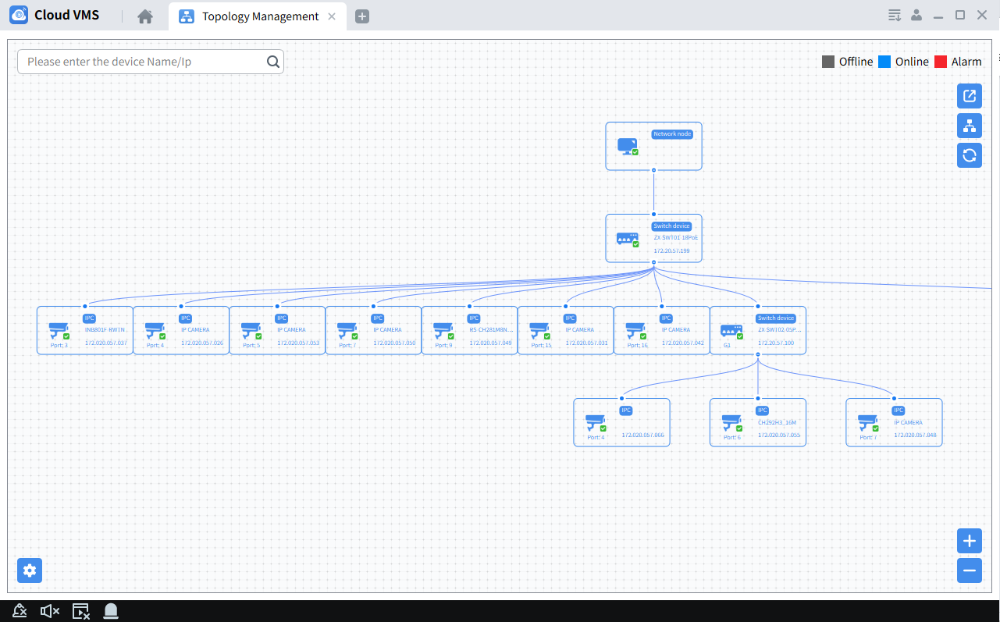 Cloud VMS
Topology Management
Please enter the device Name/Ip
Offline Online Alarm
Network node
Switch device
ZX-SWT01-18PoE
172.20.57.199
IPC
INB801F-RWIN
172.020.057.037
Port: 3
IPC
IP CAMERA
172.020.057.026
Port: 4
IPC
IP CAMERA
172.020.057.053
Port: 5
IPC
IP CAMERA
172.020.057.050
Port: 7
IPC
RS-CH281M8N...
172.020.057.049
Port: 9
IPC
IP CAMERA
172.020.057.031
Port: 15
IPC
IP CAMERA
172.020.057.042
Port: 16
Switch device
ZX-SWT02-05P...
172.20.57.100
G1
IPC
172.020.057.066
Port: 4
IPC
CH292H3_16M
172.020.057.055
Port: 6
IPC
IP CAMERA
172.020.057.048
Port: 7